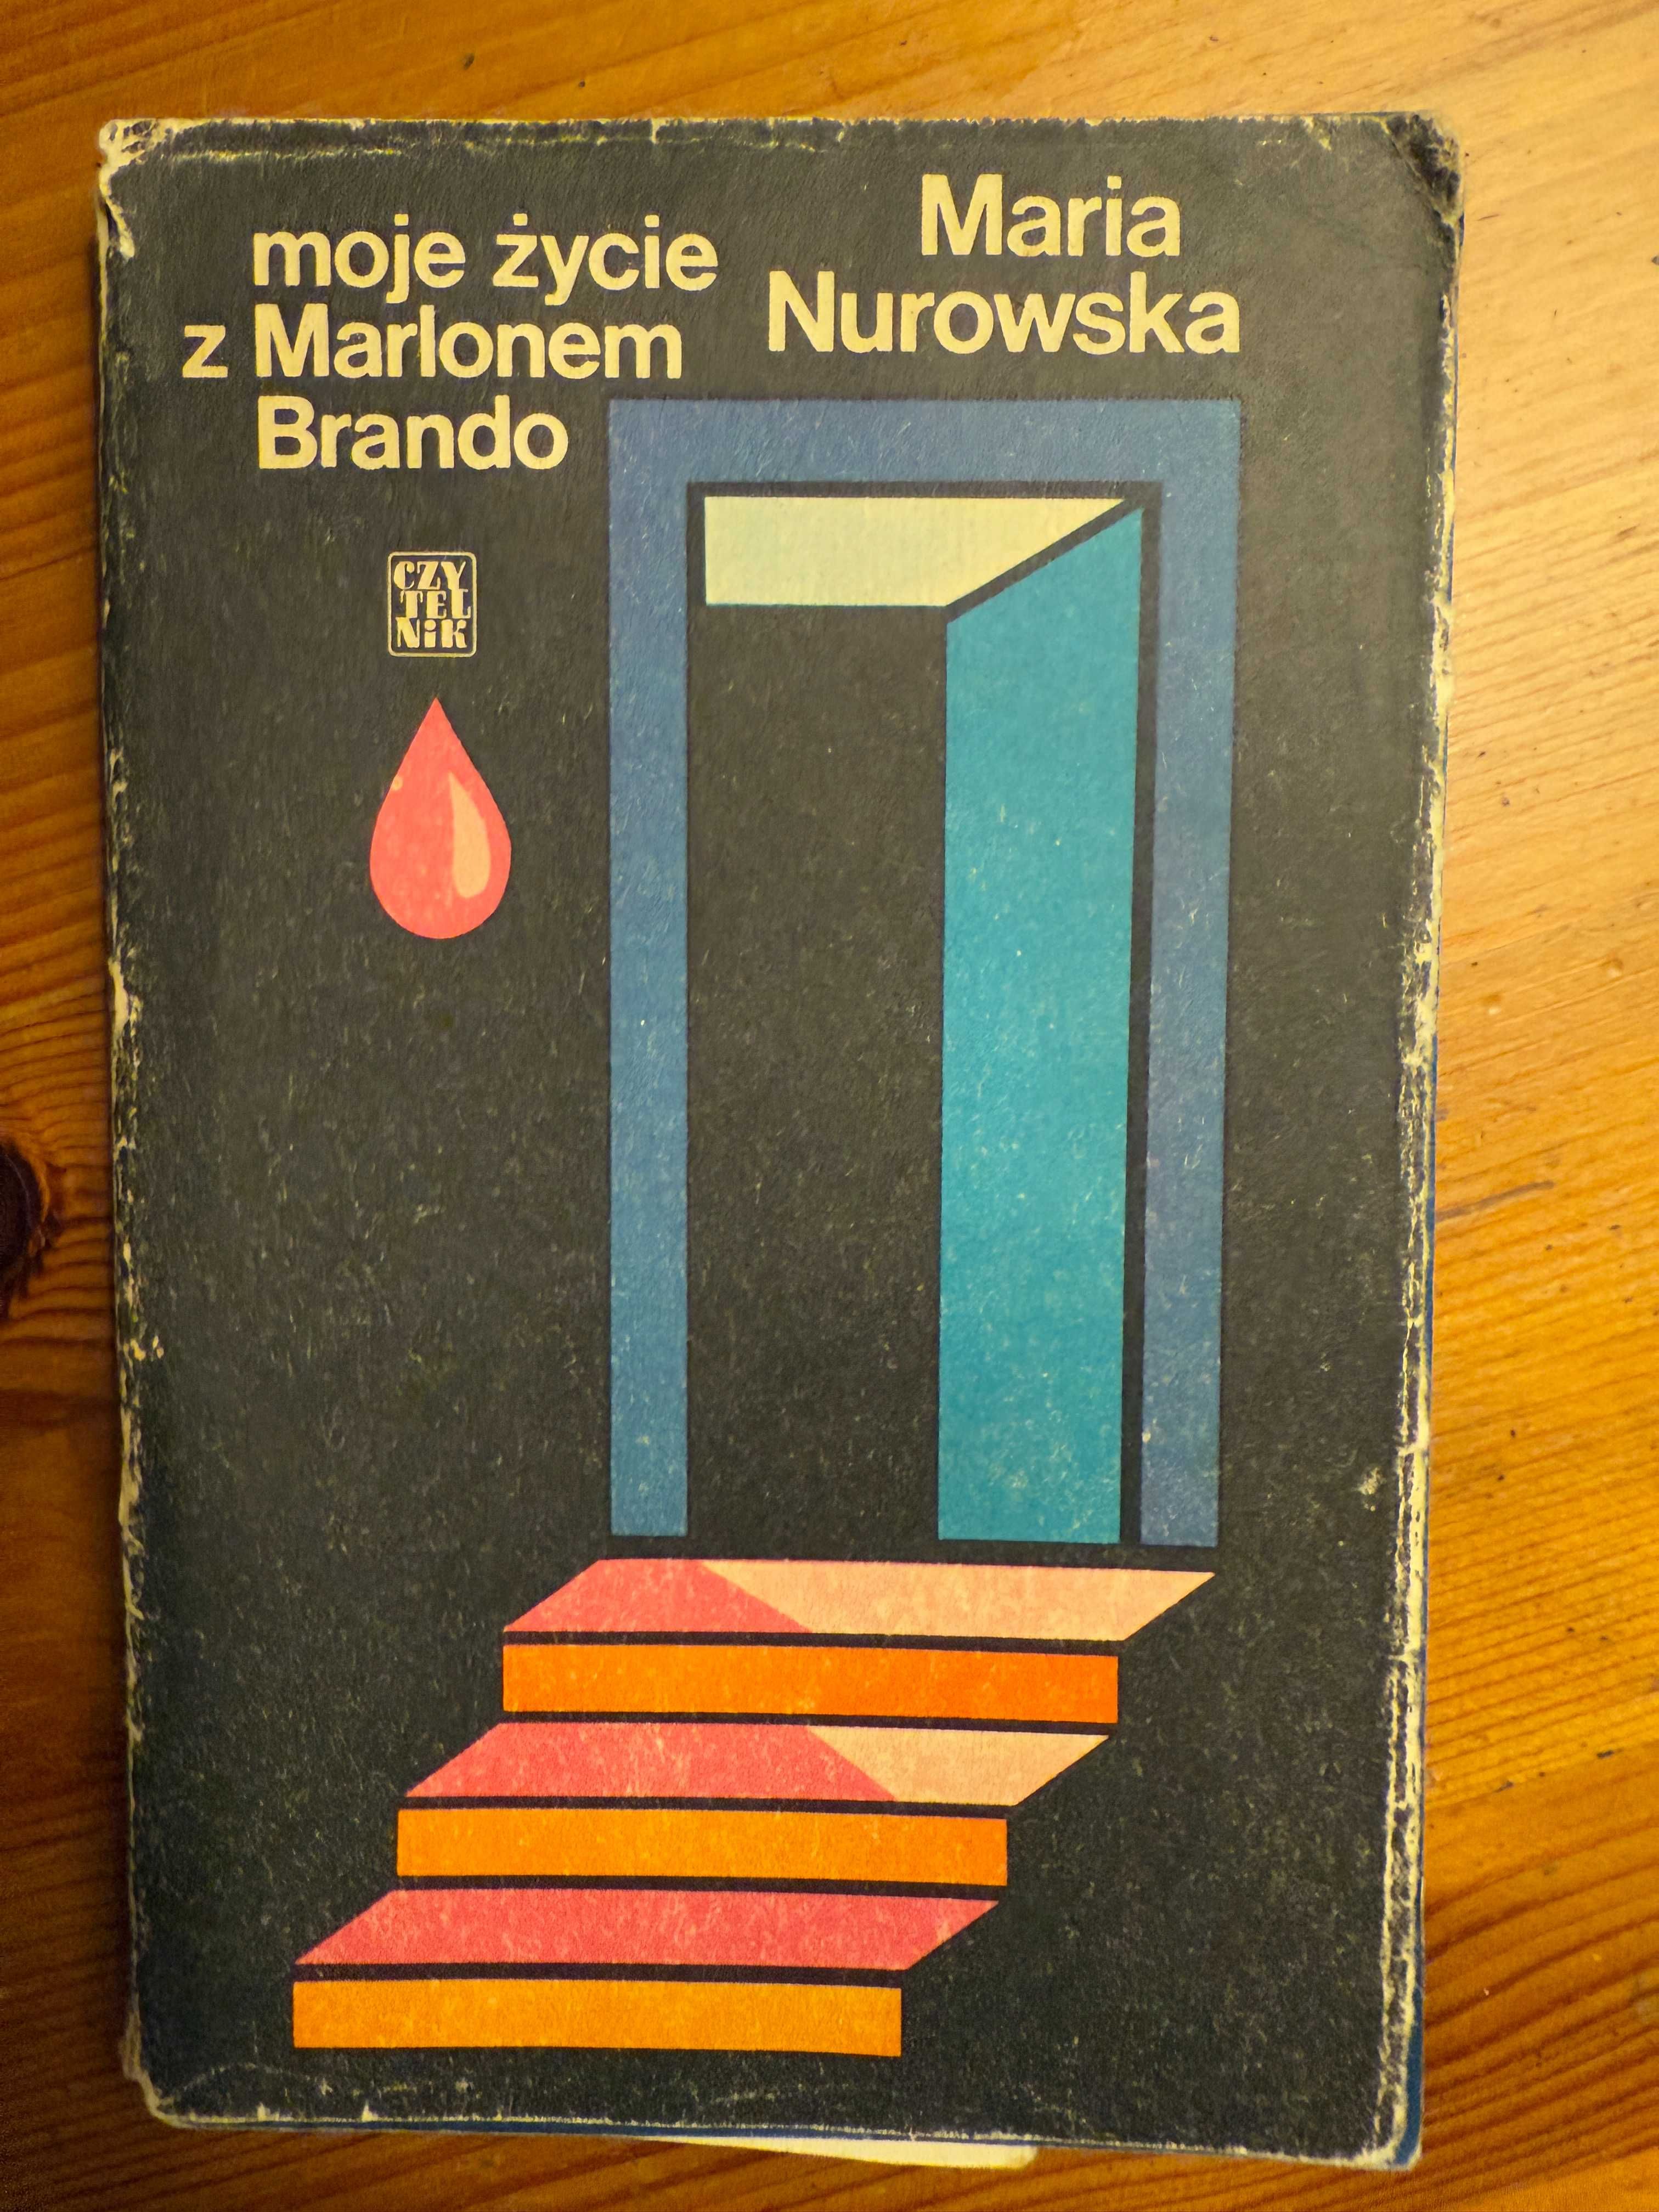 moje życie
z Marlonem
Brando
Maria
Nurowska
CZY
TEL
NiK